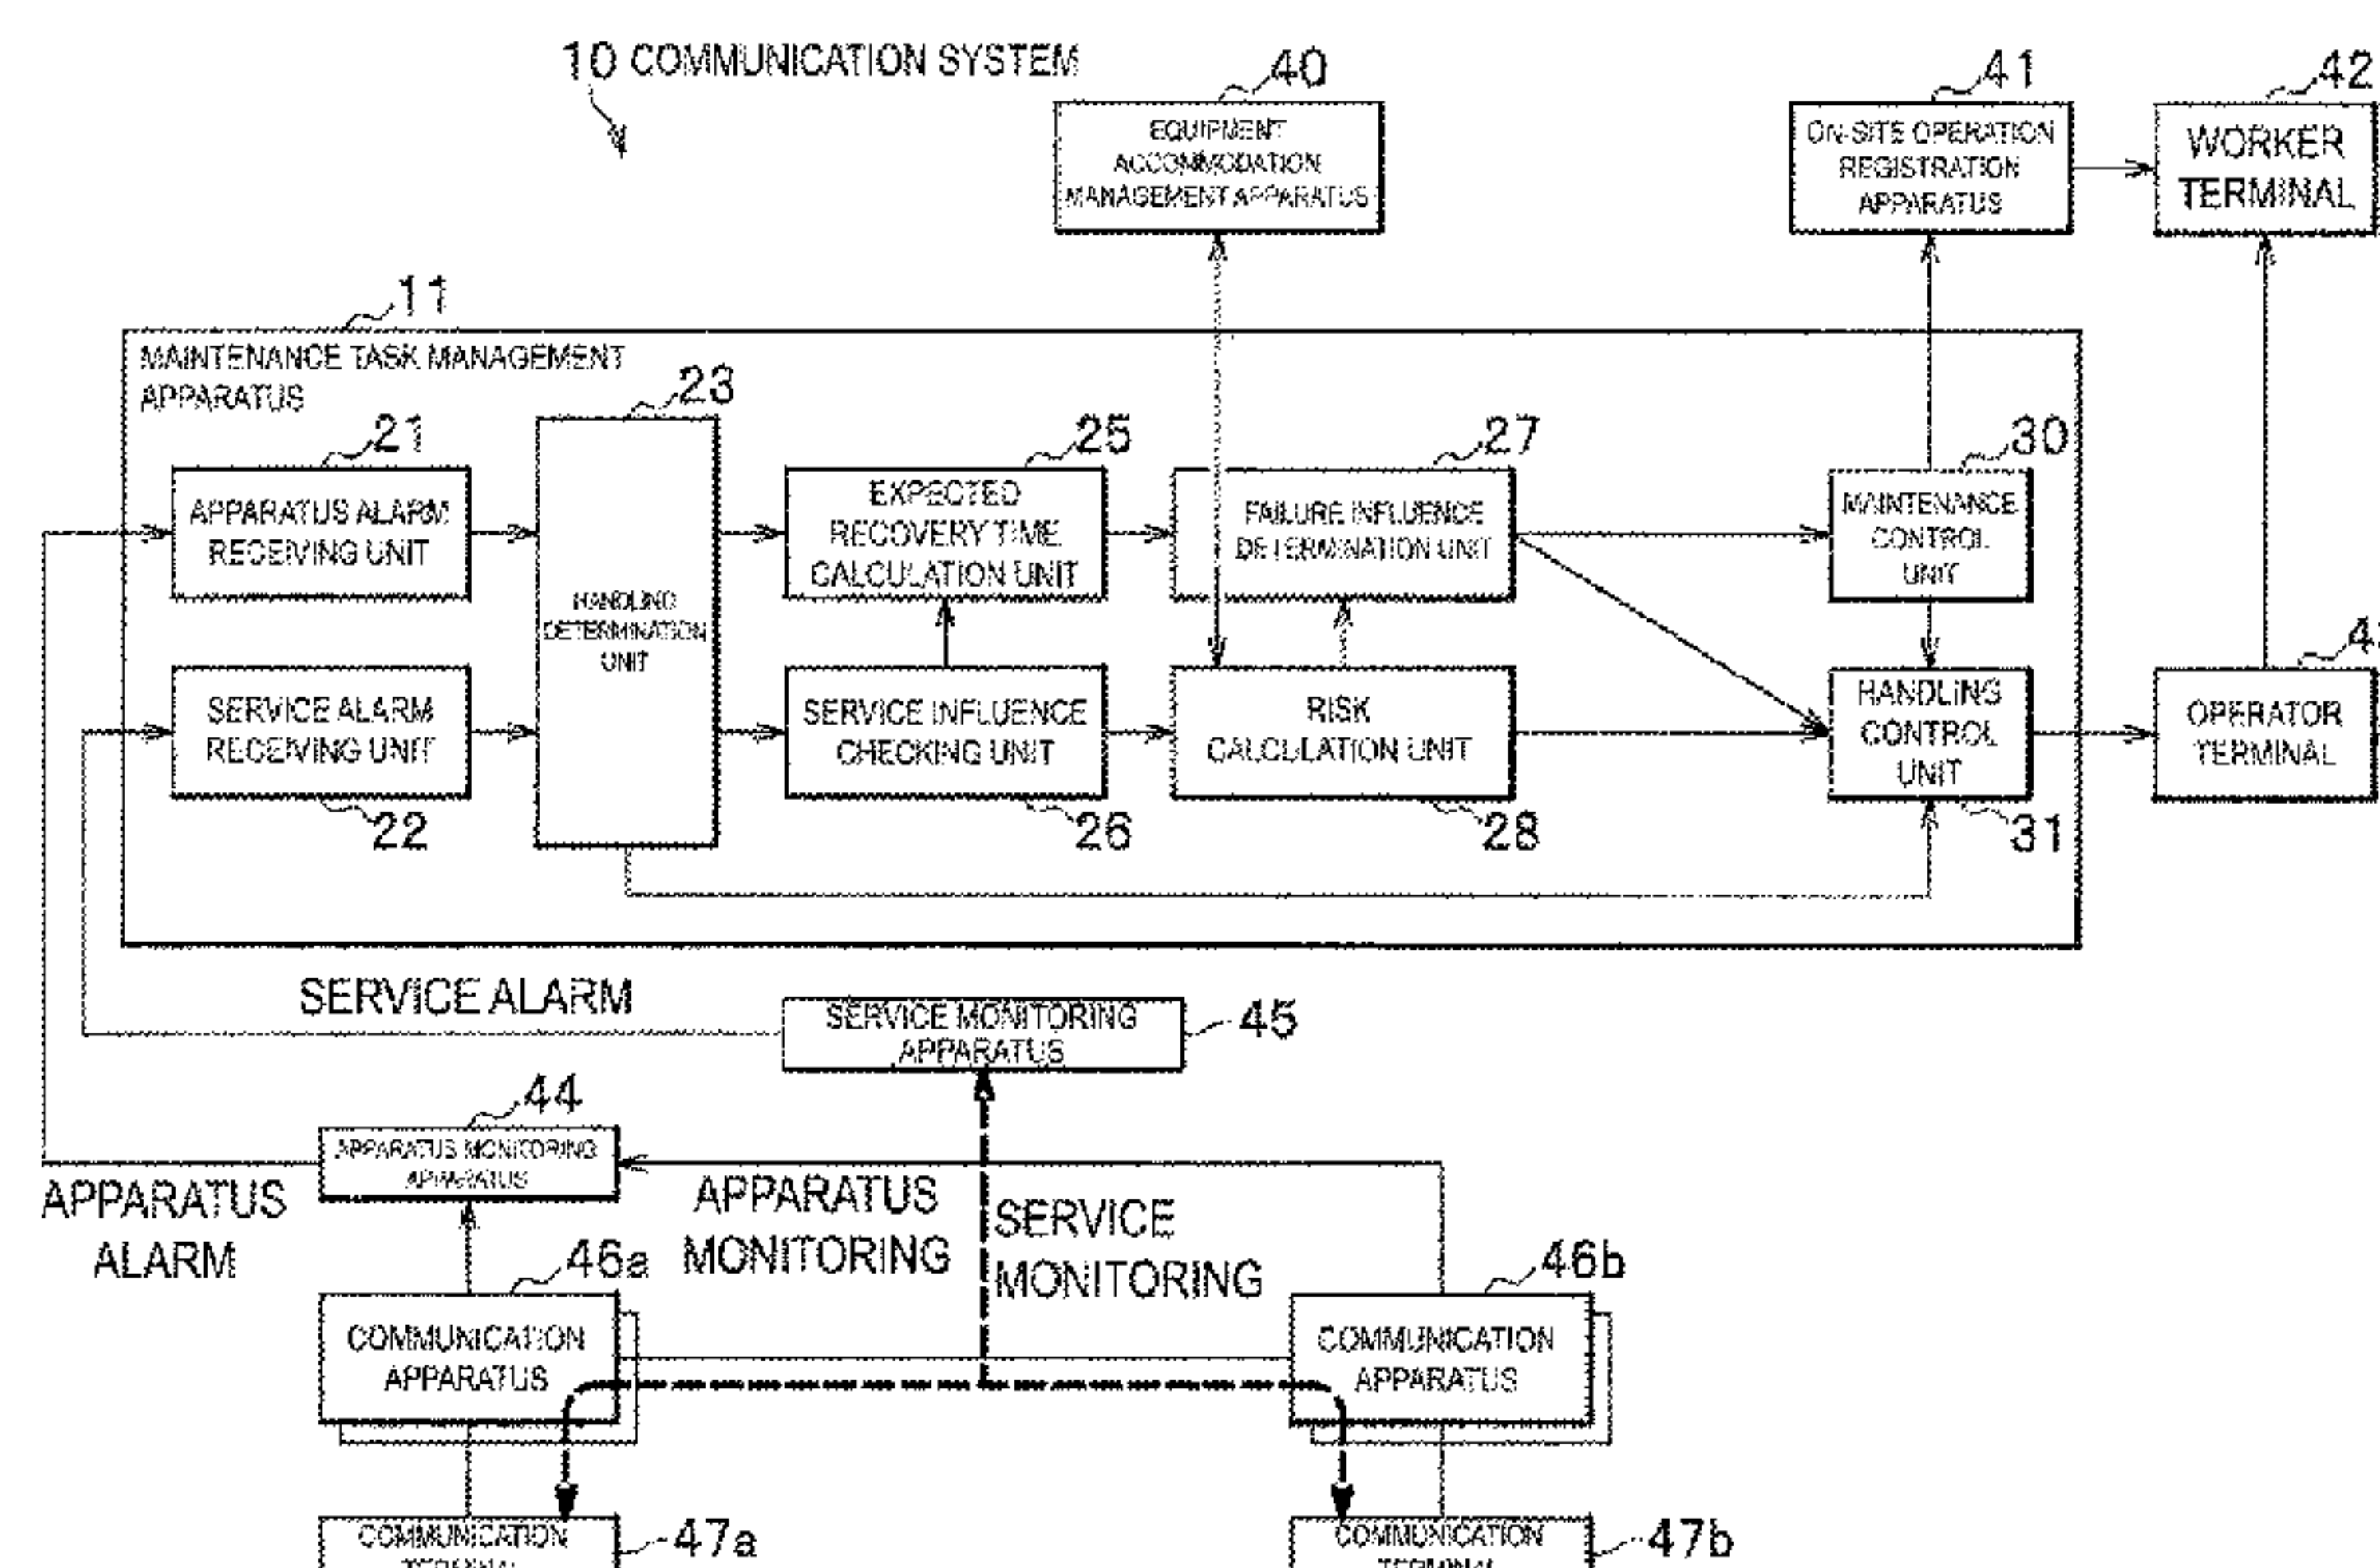 10 COMMUNICATION SYSTEM
40
EQUIPMENT
ACCOMMODATION
MANAGEMENT APPARATUS
41
ON-SITE OPERATION
REGISTRATION
APPARATUS
42
WORKER
TERMINAL
11
MAINTENANCE TASK MANAGEMENT
APPARATUS
21
APPARATUS ALARM
RECEIVING UNIT
SERVICE ALARM
RECEIVING UNIT
22
23
HANDLING
DETERMINATION
UNIT
25
EXPECTED
RECOVERY TIME
CALCULATION UNIT
SERVICE INFLUENCE
CHECKING UNIT
26
27
FAILURE INFLUENCE
DETERMINATION UNIT
RISK
CALCULATION UNIT
28
30
MAINTENANCE
CONTROL
UNIT
HANDLING
CONTROL
UNIT
31
OPERATOR
TERMINAL
SERVICE ALARM
SERVICE MONITORING
APPARATUS
45
44
APPARATUS MONITORING
APPARATUS
APPARATUS
ALARM
APPARATUS
MONITORING
SERVICE
MONITORING
46a
COMMUNICATION
APPARATUS
46b
COMMUNICATION
APPARATUS
COMMUNICATION
TERMINAL
47a
COMMUNICATION
TERMINAL
47b